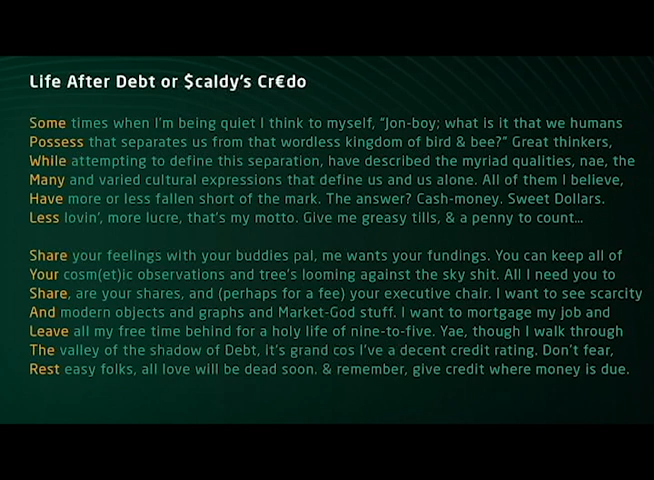 Life After Debt or $caldy's Cr€do
Some times when I'm being quiet I think to myself, "Jon-boy; what is it that we humans
Possess that separates us from that wordless kingdom of bird & bee?" Great thinkers,
While attempting to define this separation, have described the myriad qualities, nae, the
Many and varied cultural expressions that define us and us alone. All of them I believe,
Have more or less fallen short of the mark. The answer? Cash-money. Sweet Dollars.
Less lovin', more lucre, that's my motto. Give me greasy tills, & a penny to count...
Share your feelings with your buddies pal, me wants your fundings. You can keep all of
Your cosm(et)ic observations and tree's looming against the sky shit. All I need you to
Share, are your shares, and (perhaps for a fee) your executive chair. I want to see scarcity
And modern objects and graphs and Market-God stuff. I want to mortgage my job and
Leave all my free time behind for a holy life of nine-to-five. Yae, though I walk through
The valley of the shadow of Debt, it's grand cos I've a decent credit rating. Don't fear,
Rest easy folks, all love will be dead soon. & remember, give credit where money is due.